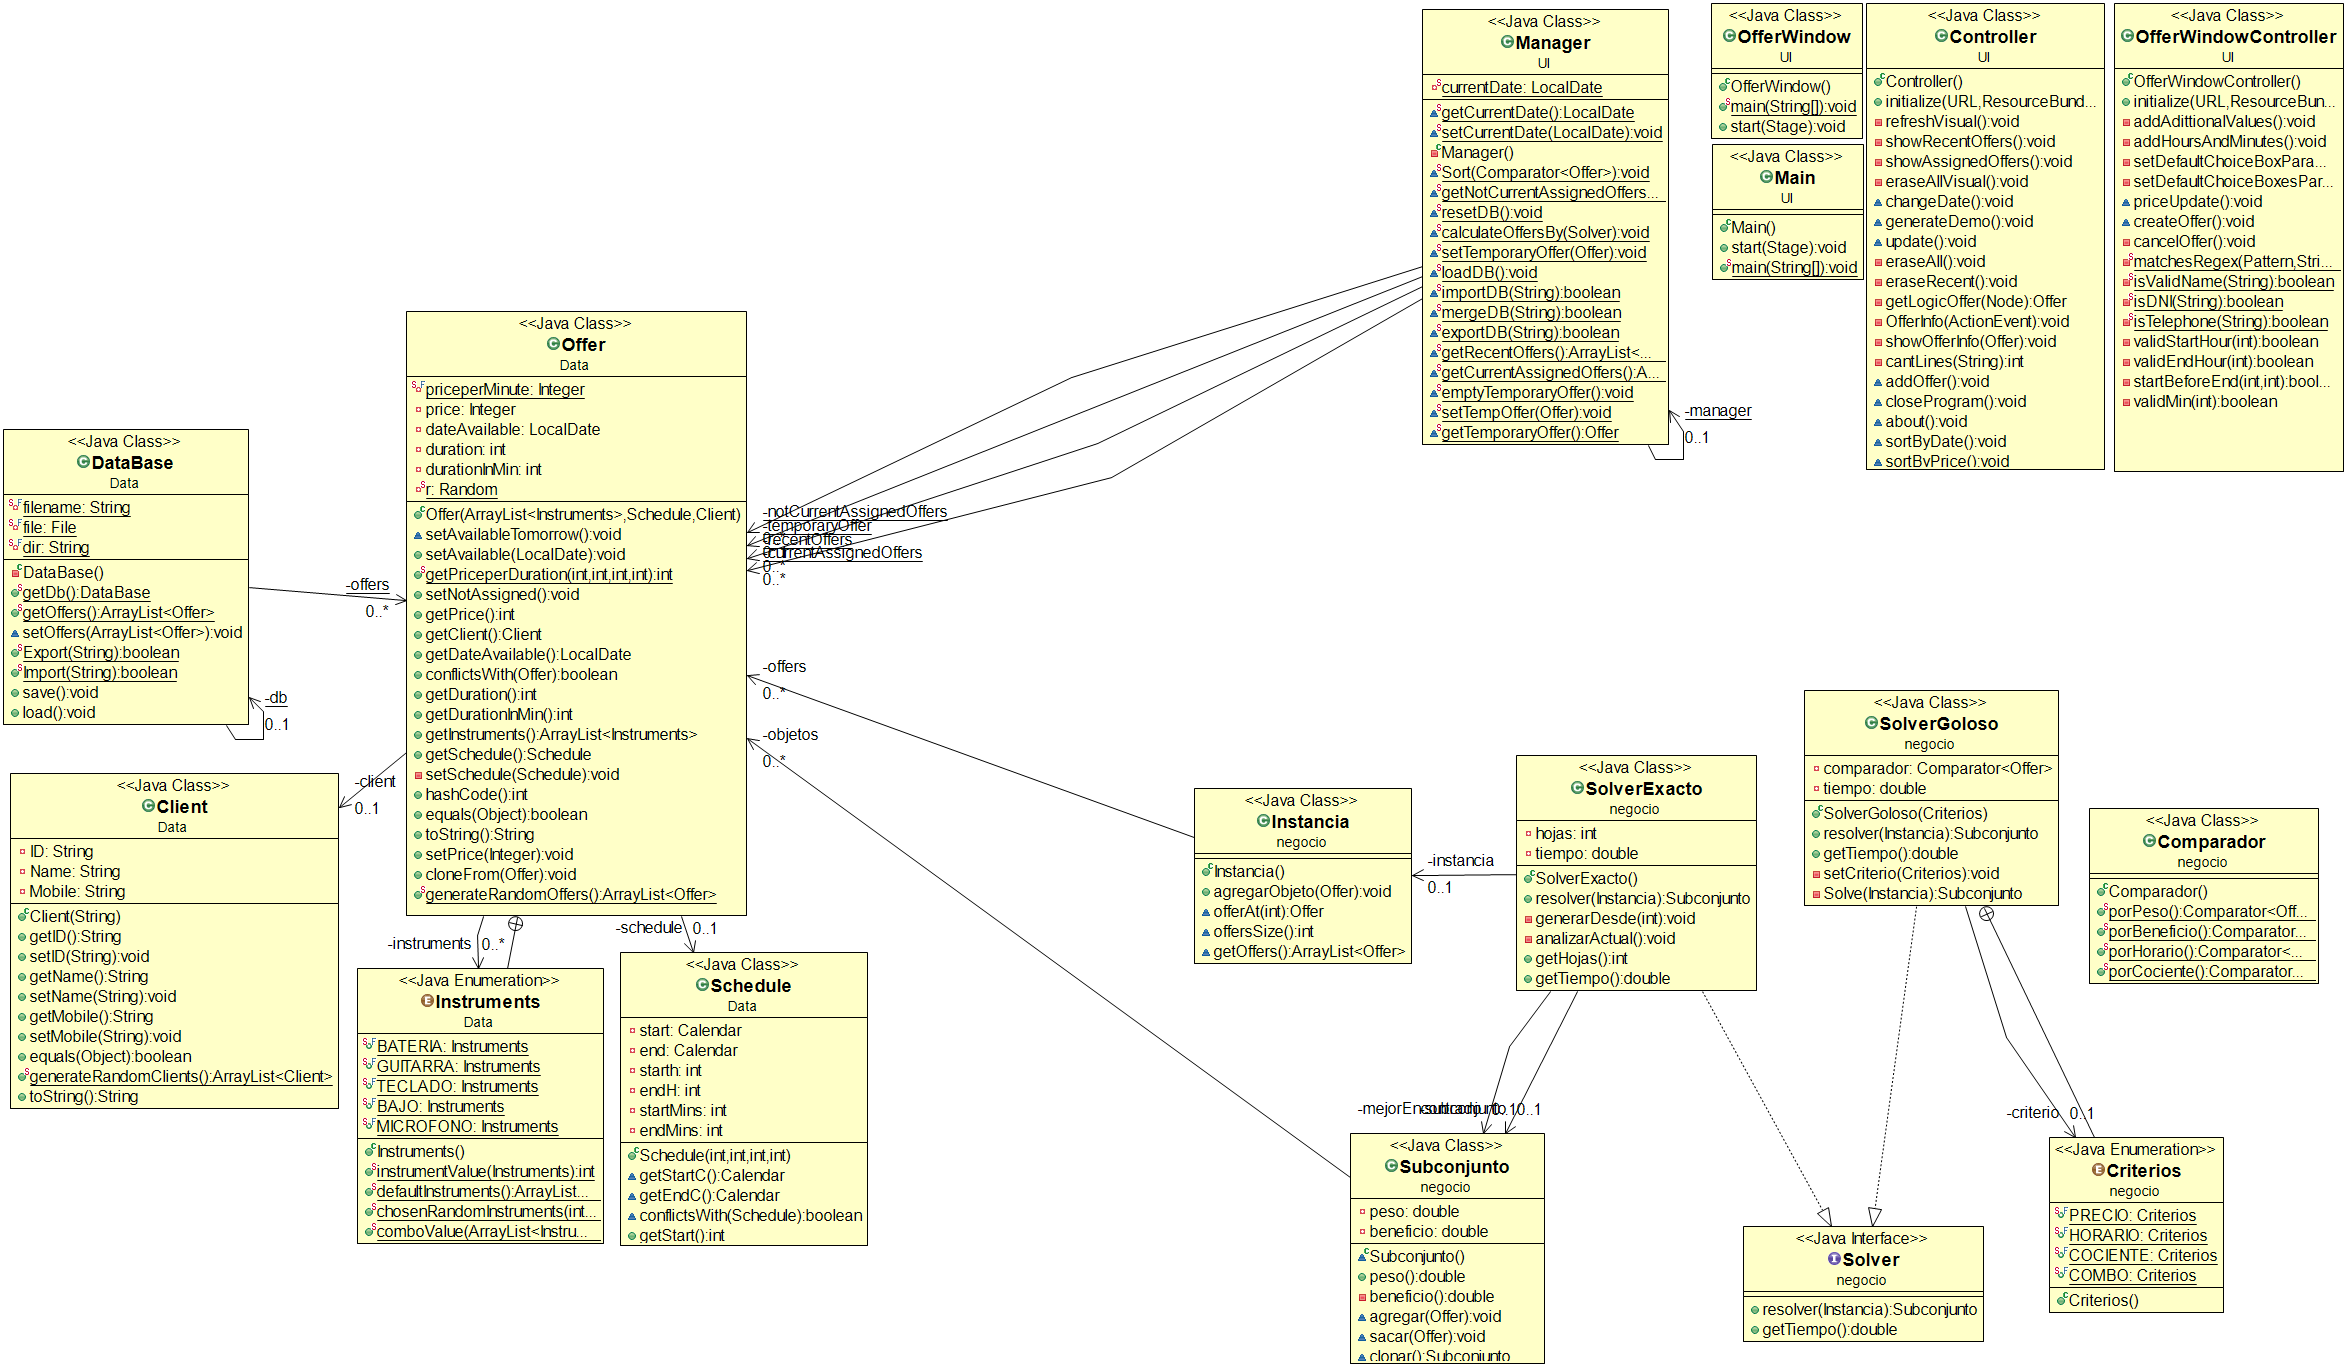 <<Java Class>>
Manager
UI
currentDate: LocalDate
getCurrentDate():LocalDate
setCurrentDate(LocalDate):void
Manager()
Sort(Comparator<Offer>):void
getNotCurrentAssignedOffers...
resetDB():void
calculateOffersBy(Solver):void
setTemporaryOffer(Offer):void
loadDB():void
importDB(String):boolean
mergeDB(String):boolean
exportDB(String):boolean
getRecentOffers():ArrayList<...
getCurrentAssignedOffers():A...
emptyTemporaryOffer():void
setTempOffer(Offer):void
getTemporaryOffer():Offer
-manager
0..1
<<Java Class>>
OfferWindow
UI
OfferWindow()
main(String[]):void
start(Stage):void
<<Java Class>>
Main
UI
Main()
start(Stage):void
main(String[]):void
<<Java Class>>
Controller
UI
Controller()
initialize(URL,ResourceBund...
refreshVisual():void
showRecentOffers():void
showAssignedOffers():void
eraseAllVisual():void
changeDate():void
generateDemo():void
update():void
eraseAll():void
eraseRecent():void
getLogicOffer(Node):Offer
OfferInfo(ActionEvent):void
showOfferInfo(Offer):void
cantLines(String):int
addOffer():void
closeProgram():void
about():void
sortByDate():void
sortByPrice():void
<<Java Class>>
OfferWindowController
UI
OfferWindowController()
initialize(URL,ResourceBun...
addAdittionalValues():void
addHoursAndMinutes():void
setDefaultChoiceBoxPara...
setDefaultChoiceBoxesPar...
priceUpdate():void
createOffer():void
cancelOffer():void
matchesRegex(Pattern,Stri...
isValidName(String):boolean
isDNI(String):boolean
isTelephone(String):boolean
validStartHour(int):boolean
validEndHour(int):boolean
startBeforeEnd(int,int):bool...
validMin(int):boolean
<<Java Class>>
Offer
Data
priceperMinute: Integer
price: Integer
dateAvailable: LocalDate
duration: int
durationInMin: int
r: Random
Offer(ArrayList<Instruments>,Schedule,Client)
setAvailableTomorrow():void
setAvailable(LocalDate):void
getPriceperDuration(int,int,int,int):int
setNotAssigned():void
getPrice():int
getClient():Client
getDateAvailable():LocalDate
conflictsWith(Offer):boolean
getDuration():int
getDurationInMin():int
getInstruments():ArrayList<Instruments>
getSchedule():Schedule
setSchedule(Schedule):void
hashCode():int
equals(Object):boolean
toString():String
setPrice(Integer):void
cloneFrom(Offer):void
generateRandomOffers():ArrayList<Offer>
-notCurrentAssignedOffers
-temporaryOffer
-recentOffers
-currentAssignedOffers
0..*
0..*
-offers
0..*
-objetos
0..*
<<Java Class>>
DataBase
Data
filename: String
file: File
dir: String
DataBase()
getDb():DataBase
getOffers():ArrayList<Offer>
setOffers(ArrayList<Offer>):void
Export(String):boolean
Import(String):boolean
save():void
load():void
-offers
0..*
-db
0..1
<<Java Class>>
Client
Data
ID: String
Name: String
Mobile: String
Client(String)
getID():String
setID(String):void
getName():String
setName(String):void
getMobile():String
setMobile(String):void
equals(Object):boolean
generateRandomClients():ArrayList<Client>
toString():String
-client
0..1
-instruments
0..*
-schedule
0..1
<<Java Enumeration>>
Instruments
Data
BATERIA: Instruments
GUITARRA: Instruments
TECLADO: Instruments
BAJO: Instruments
MICROFONO: Instruments
Instruments()
instrumentValue(Instruments):int
defaultInstruments():ArrayList...
chosenRandomInstruments(int...
comboValue(ArrayList<Instru...
<<Java Class>>
Schedule
Data
start: Calendar
end: Calendar
starth: int
endH: int
startMins: int
endMins: int
Schedule(int,int,int,int)
getStartC():Calendar
getEndC():Calendar
conflictsWith(Schedule):boolean
getStart():int
<<Java Class>>
Instancia
negocio
Instancia()
agregarObjeto(Offer):void
offerAt(int):Offer
offersSize():int
getOffers():ArrayList<Offer>
-instancia
0..1
<<Java Class>>
SolverExacto
negocio
hojas: int
tiempo: double
SolverExacto()
resolver(Instancia):Subconjunto
generarDesde(int):void
analizarActual():void
getHojas():int
getTiempo():double
<<Java Class>>
SolverGoloso
negocio
comparador: Comparator<Offer>
tiempo: double
SolverGoloso(Criterios)
resolver(Instancia):Subconjunto
getTiempo():double
setCriterio(Criterios):void
Solve(Instancia):Subconjunto
<<Java Class>>
Comparador
negocio
Comparador()
porPeso():Comparator<Off...
porBeneficio():Comparator...
porHorario():Comparator<...
porCociente():Comparator...
0..1
<<Java Class>>
Subconjunto
negocio
peso: double
beneficio: double
Subconjunto()
peso():double
beneficio():double
agregar(Offer):void
sacar(Offer):void
clonar():Subconjunto
<<Java Interface>>
Solver
negocio
resolver(Instancia):Subconjunto
getTiempo():double
-criterio
0..1
<<Java Enumeration>>
Criterios
negocio
PRECIO: Criterios
HORARIO: Criterios
COCIENTE: Criterios
COMBO: Criterios
Criterios()